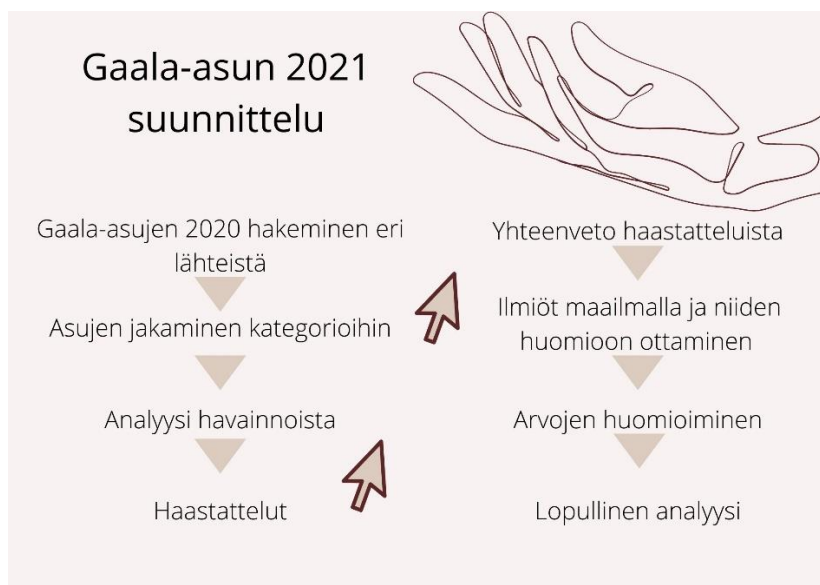 Gaala-asun 2021
suunnittelu
Gaala-asujen 2020 hakeminen eri
lähteistä
Asujen jakaminen kategorioihin
Analyysi havainnoista
Haastattelut
Yhteenveto haastatteluista
Ilmiöt maailmalla ja niiden
huomioon ottaminen
Arvojen huomioiminen
Lopullinen analyysi